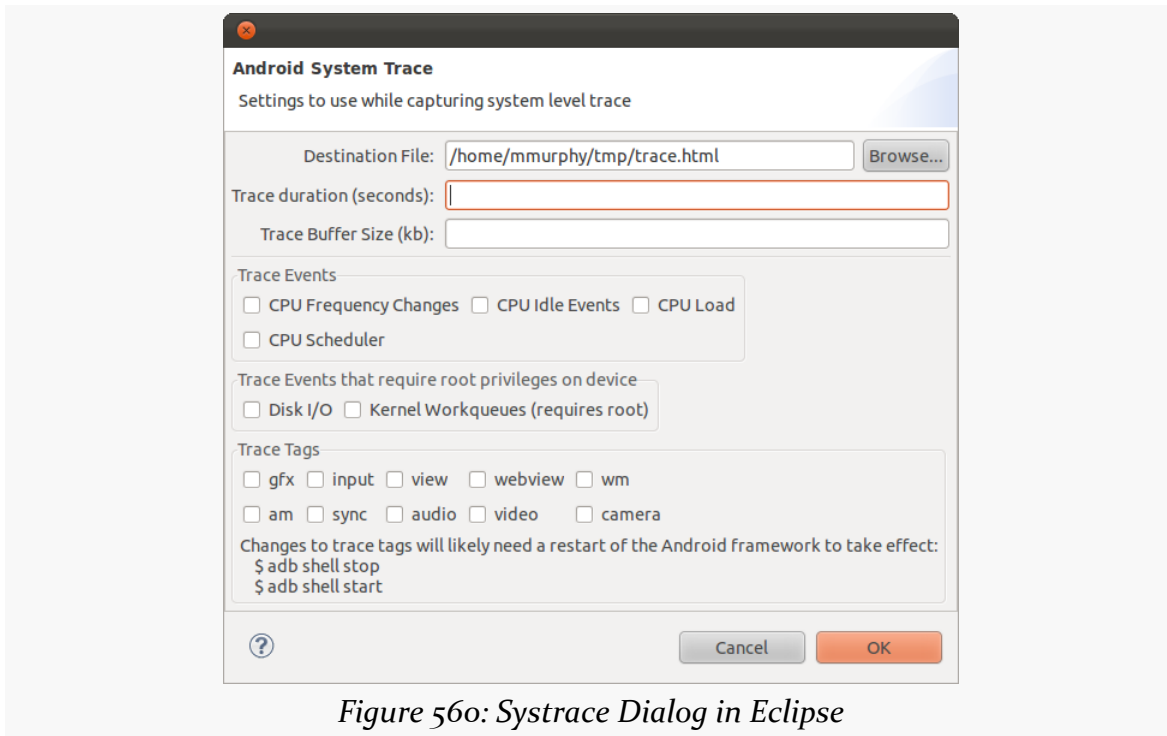 Android System Trace
Settings to use while capturing system level trace
Destination File: /home/mmurphy/tmp/trace.html Browse...
Trace duration (seconds):
Trace Buffer Size (kb):
Trace Events
CPU Frequency Changes CPU Idle Events CPU Load
CPU Scheduler
Trace Events that require root privileges on device
Disk I/O Kernel Workqueues (requires root)
Trace Tags
gfx input view webview wm
am sync audio video camera
Changes to trace tags will likely need a restart of the Android framework to take effect:
$ adb shell stop
$ adb shell start
? Cancel OK
Figure 560: Systrace Dialog in Eclipse